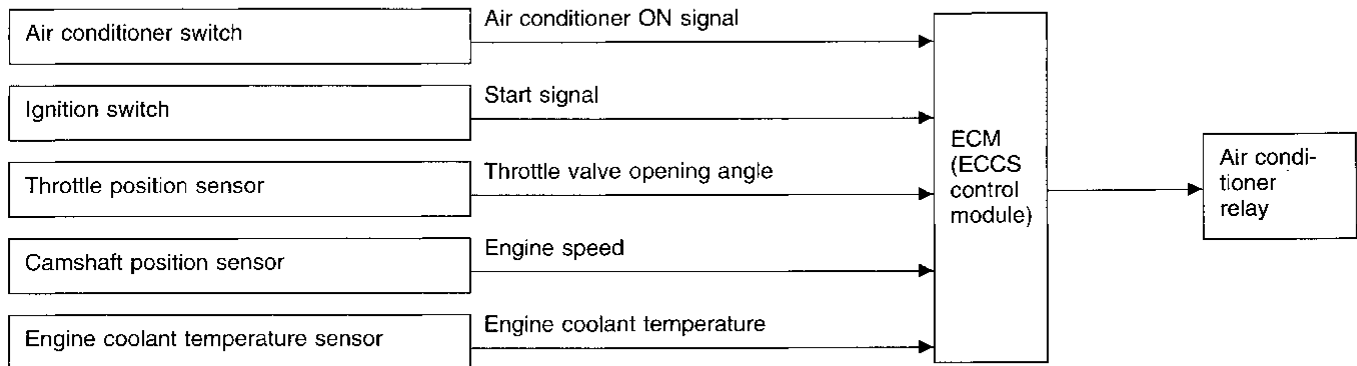 Air conditioner switch
Air conditioner ON signal
Ignition switch
Start signal
Throttle position sensor
Throttle valve opening angle
Camshaft position sensor
Engine speed
Engine coolant temperature sensor
Engine coolant temperature
ECM
(ECCS
control
module)
Air condi-
tioner
relay